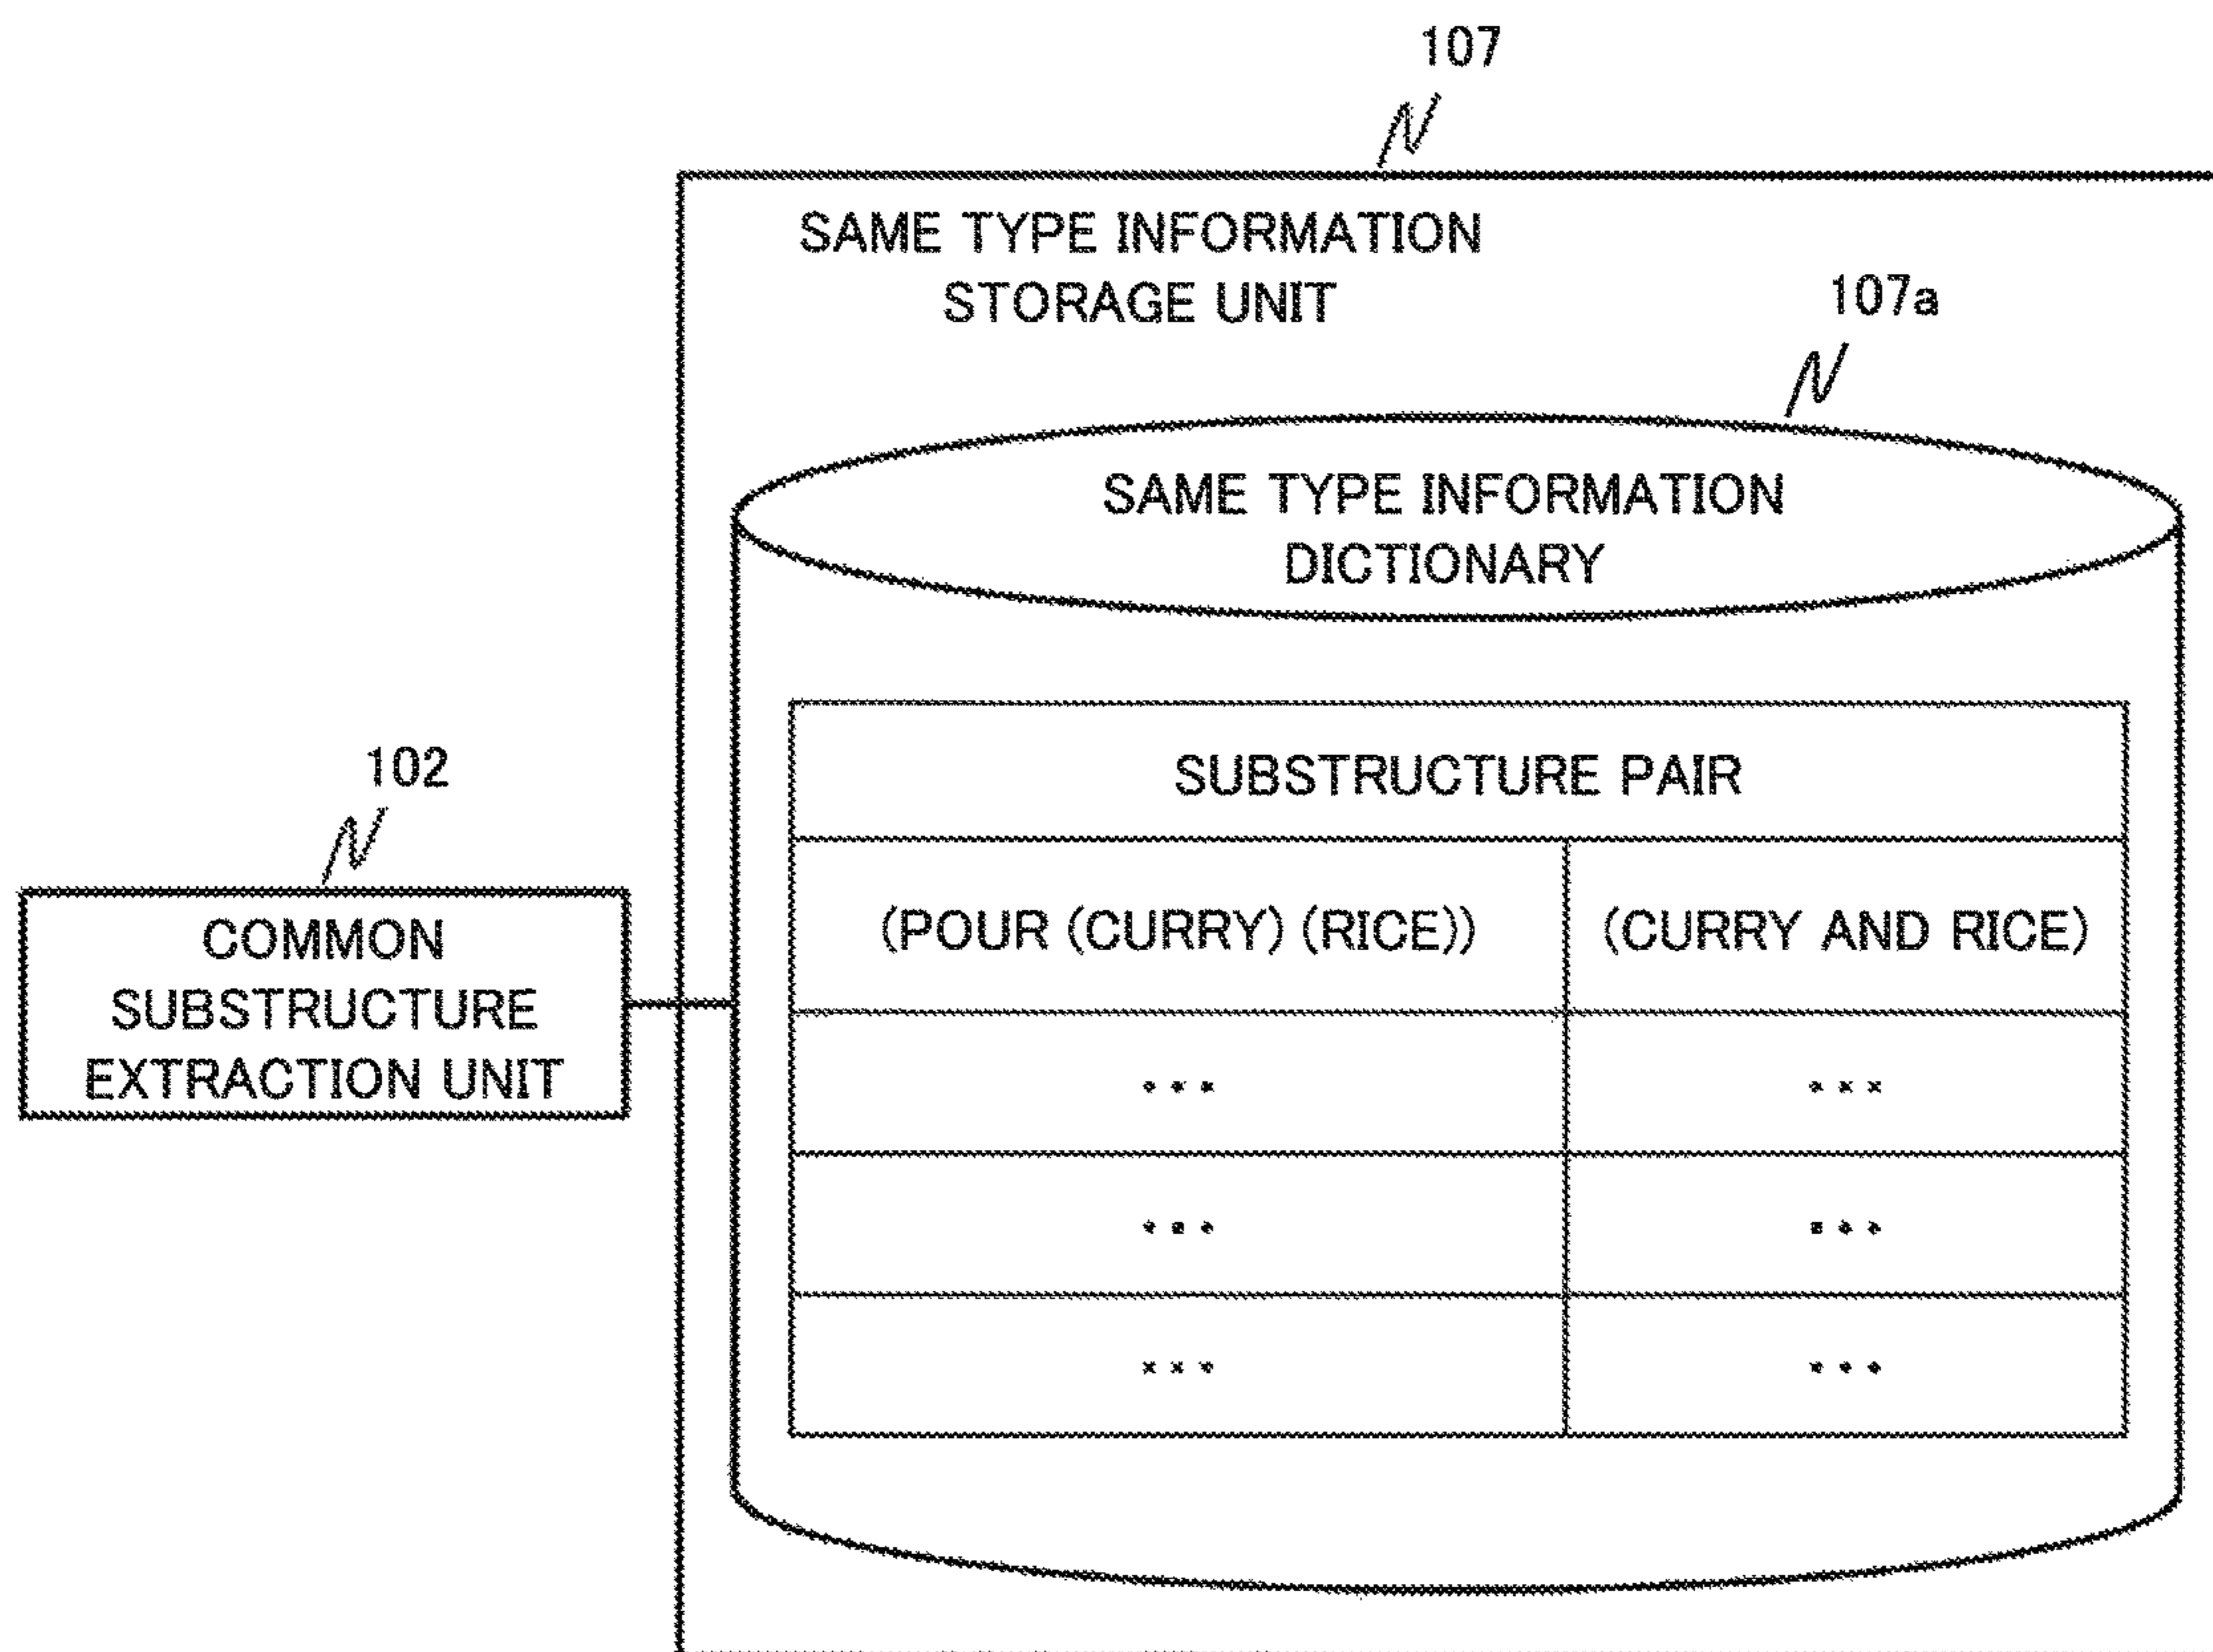 107
SAME TYPE INFORMATION
STORAGE UNIT
107a
SAME TYPE INFORMATION
DICTIONARY
SUBSTRUCTURE PAIR
102
(POUR (CURRY) (RICE)) (CURRY AND RICE)
COMMON
SUBSTRUCTURE
EXTRACTION UNIT
... ...
... ...
... ...